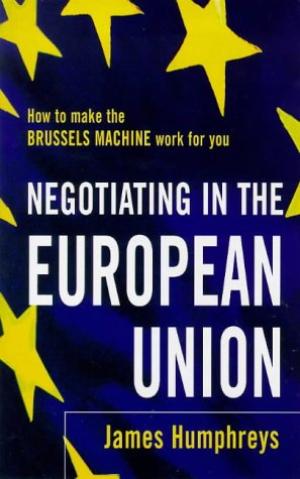 How to make the
BRUSSELS MACHINE work for you
NEGOTIATING IN THE
EUROPEAN
UNION
James Humphreys